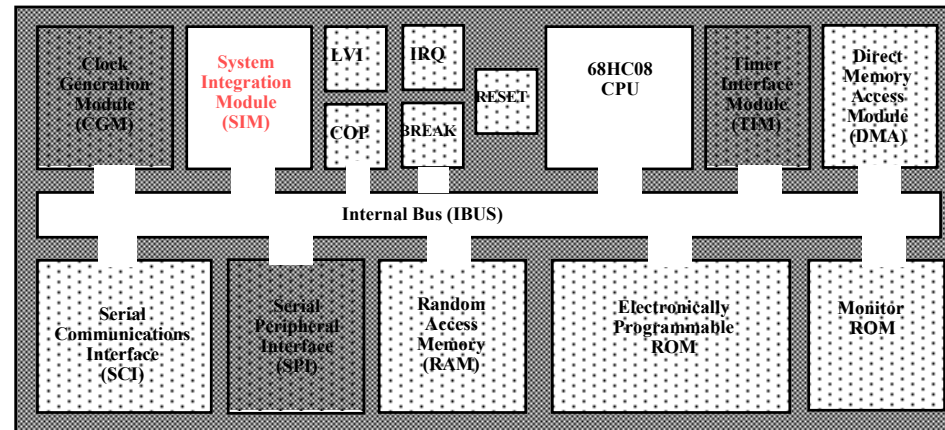 Clock
Generation
Module
(CGM)
System
Integration
Module
(SIM)
LVI
IRQ
COP
BREAK
RESET
68HC08
CPU
Timer
Interface
Module
(TIM)
Direct
Memory
Access
Module
(DMA)
Internal Bus (IBUS)
Serial
Communications
Interface
(SCI)
Serial
Peripheral
Interface
(SPI)
Random
Access
Memory
(RAM)
Electronically
Programmable
ROM
Monitor
ROM